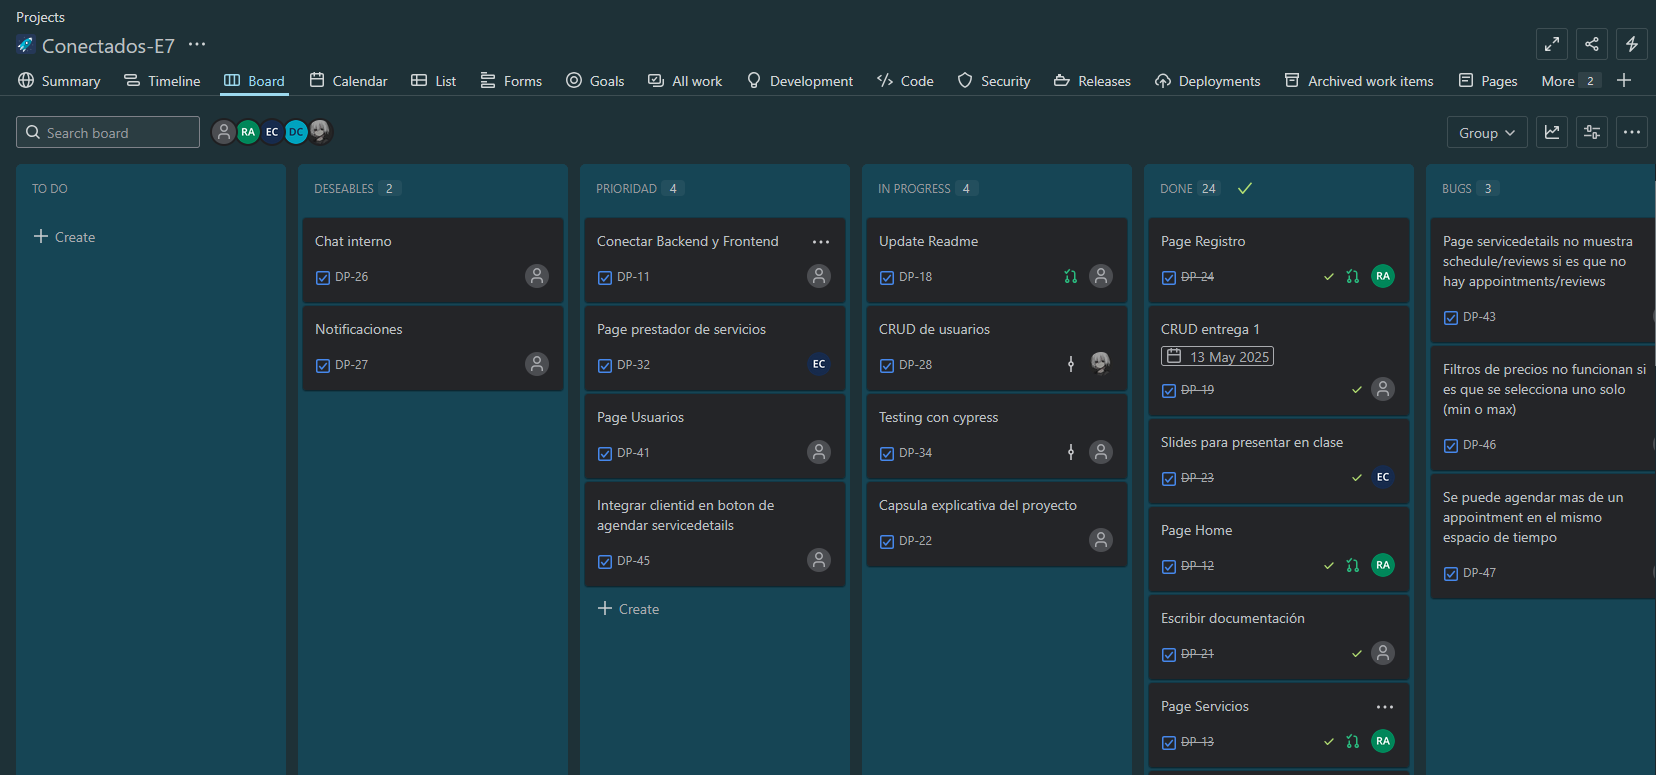 Projects
Conectados-E7
Summary
Timeline
Board
Calendar
List
Forms
Goals
All work
Development
Code
Security
Releases
Deployments
Archived work items
Pages
More 2
Search board
RA
EC
DC
Group
TO DO
Create
DESEABLES 2
Chat interno
DP-26
Notificaciones
DP-27
PRIORIDAD 4
Conectar Backend y Frontend
DP-11
Page prestador de servicios
DP-32
EC
Page Usuarios
DP-41
Integrar clientid en boton de
agendar servicedetails
DP-45
Create
IN PROGRESS 4
Update Readme
DP-18
CRUD de usuarios
DP-28
Testing con cypress
DP-34
Capsula explicativa del proyecto
DP-22
DONE 24
Page Registro
DP-24
RA
CRUD entrega 1
13 May 2025
DP-19
Slides para presentar en clase
DP-23
EC
Page Home
DP-12
RA
Escribir documentación
DP-21
Page Servicios
DP-13
RA
BUGS 3
Page servicedetails no muestra
schedule/reviews si es que no
hay appointments/reviews
DP-43
Filtros de precios no funcionan si
es que se selecciona uno solo
(min o max)
DP-46
Se puede agendar mas de un
appointment en el mismo
espacio de tiempo
DP-47